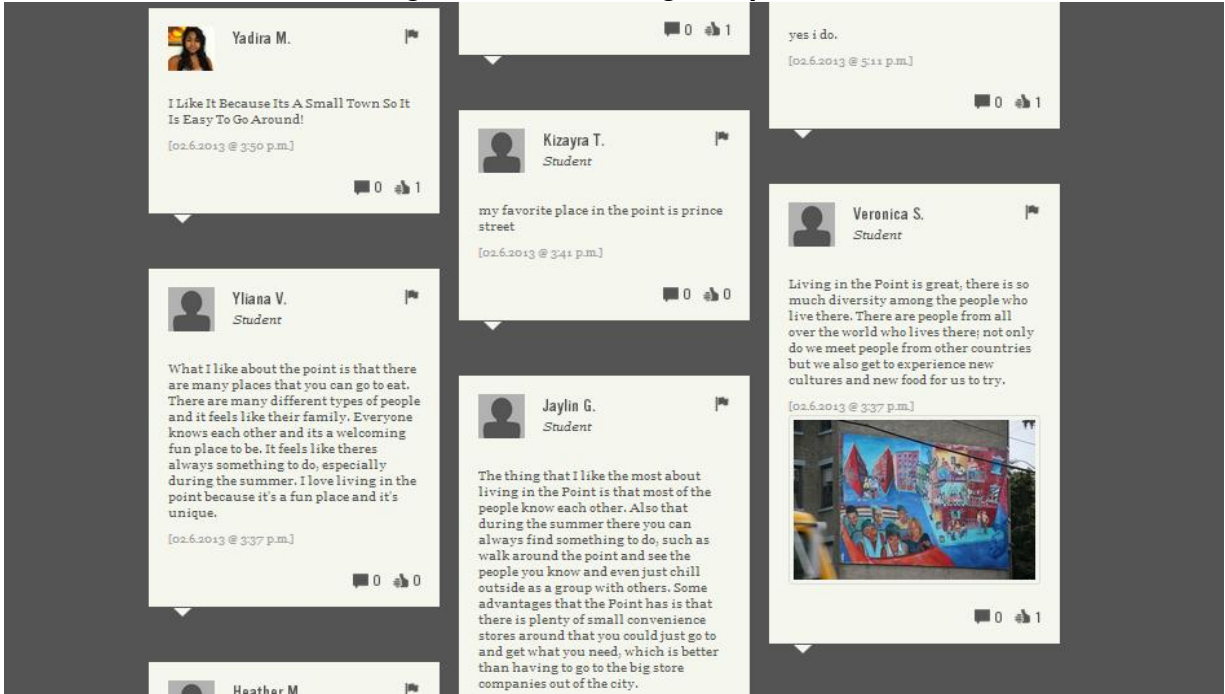 Yadira M.
I Like It Because Its A Small Town So It
Is Easy To Go Around!
[02.6.2013 @ 3:50 p.m.]
0 1
Yliana V.
Student
What I like about the point is that there
are many places that you can go to eat.
There are many different types of people
and it feels like their family. Everyone
knows each other and its a welcoming
fun place to be. It feels like theres
always something to do, especially
during the summer. I love living in the
point because it's a fun place and it's
unique.
[02.6.2013 @ 3:37 p.m.]
0 0
Heather M.
0 1
Kizayra T.
Student
my favorite place in the point is prince
street
[02.6.2013 @ 3:41 p.m.]
0 0
Jaylin G.
Student
The thing that I like the most about
living in the Point is that most of the
people know each other. Also that
during the summer there you can
always find something to do, such as
walk around the point and see the
people you know and even just chill
outside as a group with others. Some
advantages that the Point has is that
there is plenty of small convenience
stores around that you could just go to
and get what you need, which is better
than having to go to the big store
companies out of the city.
yes i do.
[02.6.2013 @ 5:11 p.m.]
0 1
Veronica S.
Student
Living in the Point is great, there is so
much diversity among the people who
live there. There are people from all
over the world who lives there; not only
do we meet people from other countries
but we also get to experience new
cultures and new food for us to try.
[02.6.2013 @ 3:37 p.m.]
0 1